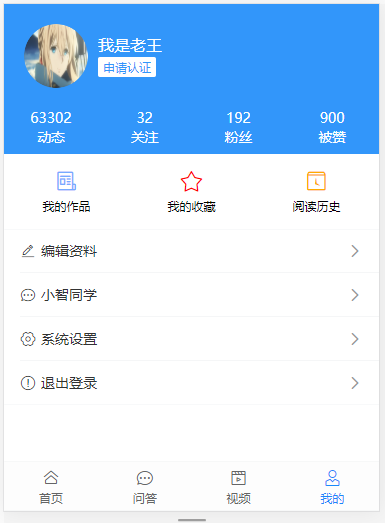 我是老王
申请认证
63302 32 192 900
动态 关注 粉丝 被赞
我的作品 我的收藏 阅读历史
编辑资料
小智同学
系统设置
退出登录
首页 问答 视频 我的